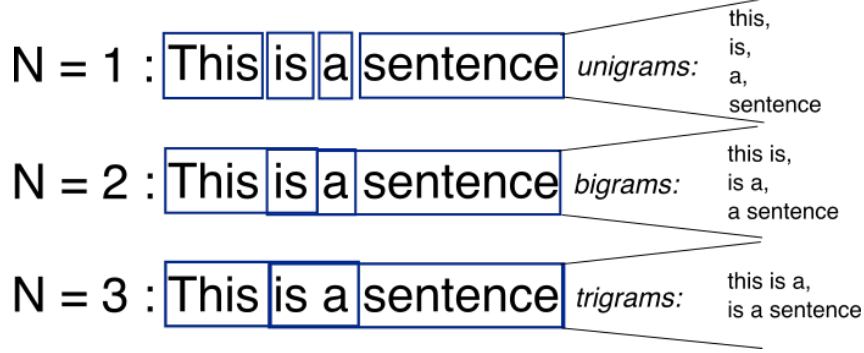 N = 1 : This is a sentence unigrams:
this,
is,
a,
sentence
N = 2 : This is a sentence bigrams:
this is,
is a,
a sentence
N = 3 : This is a sentence trigrams:
this is a,
is a sentence